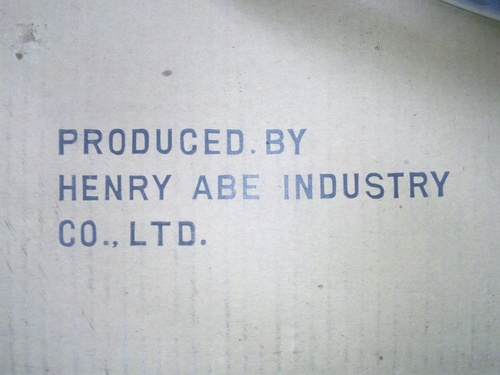 PRODUCED.BY
HENRY ABE INDUSTRY
CO., LTD.